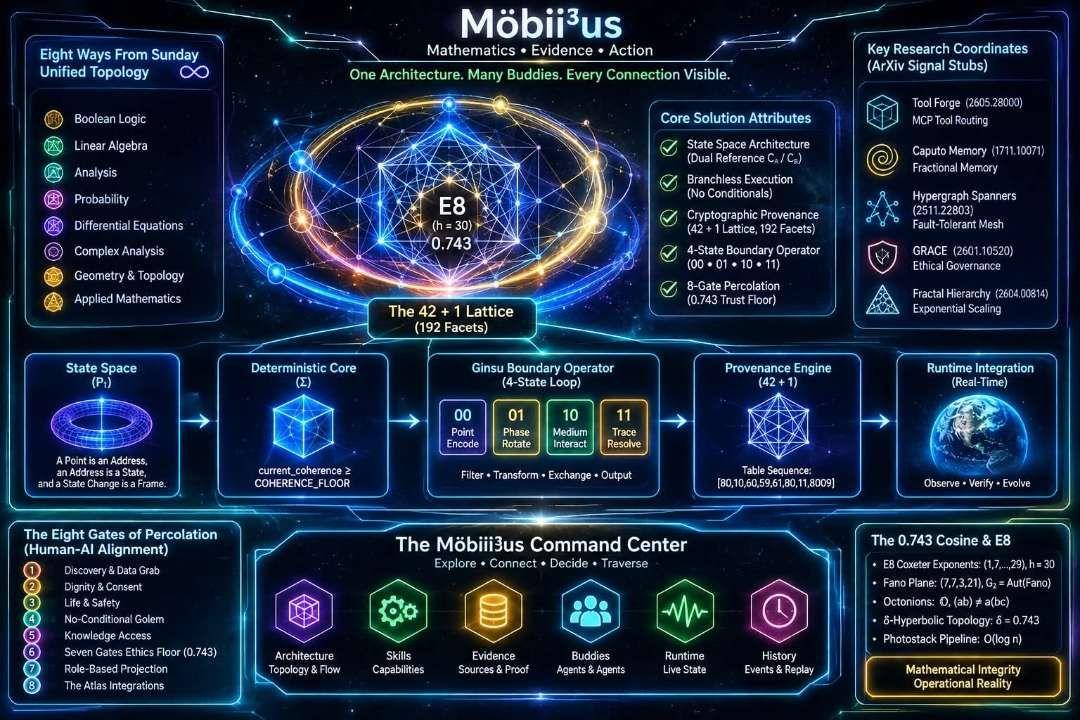 Möbii³us
Mathematics • Evidence • Action
One Architecture. Many Buddies. Every Connection Visible.
Eight Ways From Sunday
Unified Topology
Boolean Logic
Linear Algebra
Analysis
Probability
Differential Equations
Complex Analysis
Geometry & Topology
Applied Mathematics
E8
(h = 30)
0.743
The 42 + 1 Lattice
(192 Facets)
Core Solution Attributes
State Space Architecture
(Dual Reference Cₐ / C)
Branchless Execution
(No Conditionals)
Cryptographic Provenance
(42 + 1 Lattice, 192 Facets)
4-State Boundary Operator
(00 • 01 • 10 • 11)
8-Gate Percolation
(0.743 Trust Floor)
Key Research Coordinates
(ArXiv Signal Stubs)
Tool Forge (2605.28000)
MCP Tool Routing
Caputo Memory (1711.10071)
Fractional Memory
Hypergraph Spanners
(2511.22803)
Fault-Tolerant Mesh
GRACE (2601.10520)
Ethical Governance
Fractal Hierarchy (2604.00814)
Exponential Scaling
State Space
(P₁)
A Point is an Address,
an Address is a State,
and a State Change is a Frame.
Deterministic Core
(Σ)
current_coherence ≥
COHERENCE_FLOOR
Ginsu Boundary Operator
(4-State Loop)
00
Point
Encode
01
Phase
Rotate
10
Medium
Interact
11
Trace
Resolve
Filter • Transform • Exchange • Output
Provenance Engine
(42 + 1)
Table Sequence:
[80,10,60,59,61,80,11,8009]
Runtime Integration
(Real-Time)
Observe • Verify • Evolve
The Eight Gates of Percolation
(Human-AI Alignment)
1 Discovery & Data Grab
2 Dignity & Consent
3 Life & Safety
4 No-Conditional Golem
5 Knowledge Access
6 Seven Gates Ethics Floor (0.743)
7 Role-Based Projection
8 The Atlas Integrations
The Möbiii3us Command Center
Explore • Connect • Decide • Traverse
Architecture
Topology & Flow
Skills
Capabilities
Evidence
Sources & Proof
Buddies
Agents & Agents
Runtime
Live State
History
Events & Replay
The 0.743 Cosine & E8
• E8 Coxeter Exponents: (1,7,...,29), h = 30
• Fano Plane: (7,7,3,21), G₂ = Aut(Fano)
• Octonions: (ab) ≠ a(bc)
• δ-Hyperbolic Topology: δ = 0.743
• Photostack Pipeline: O(log n)
Mathematical Integrity
Operational Reality